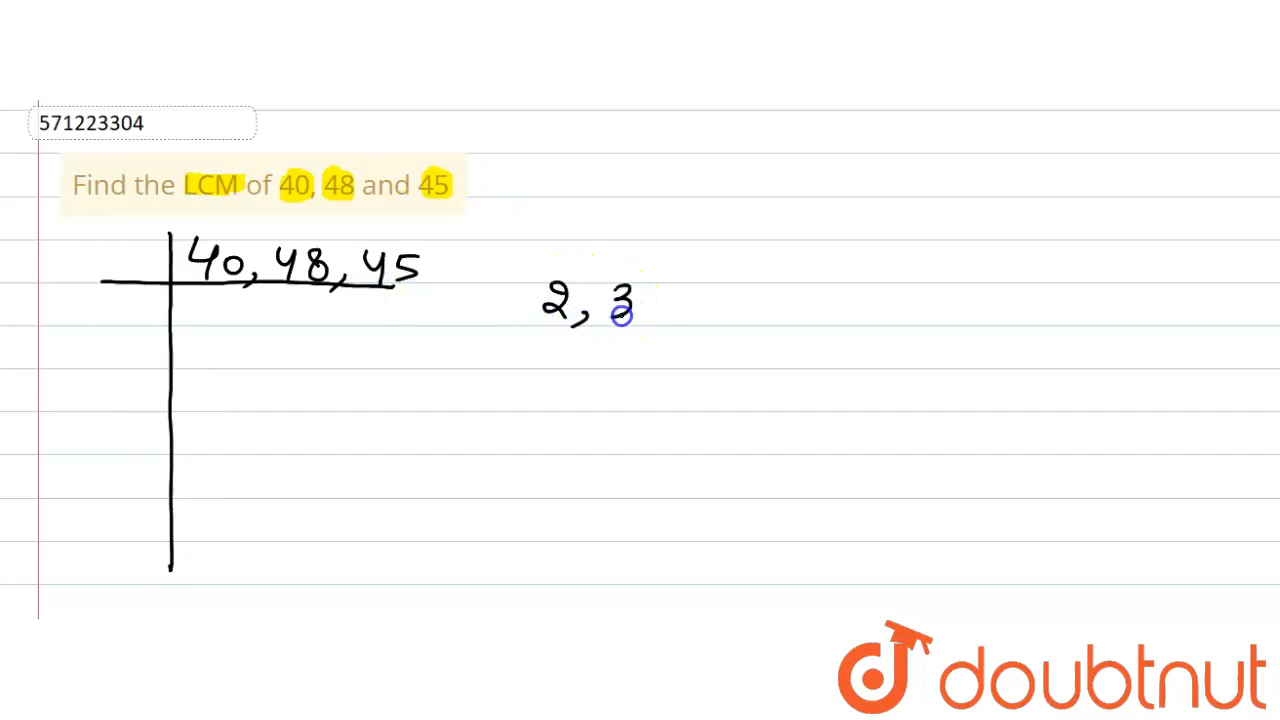 571223304
Find the LCM of 40, 48 and 45
40, 48, 45
2, 3
doubtnut